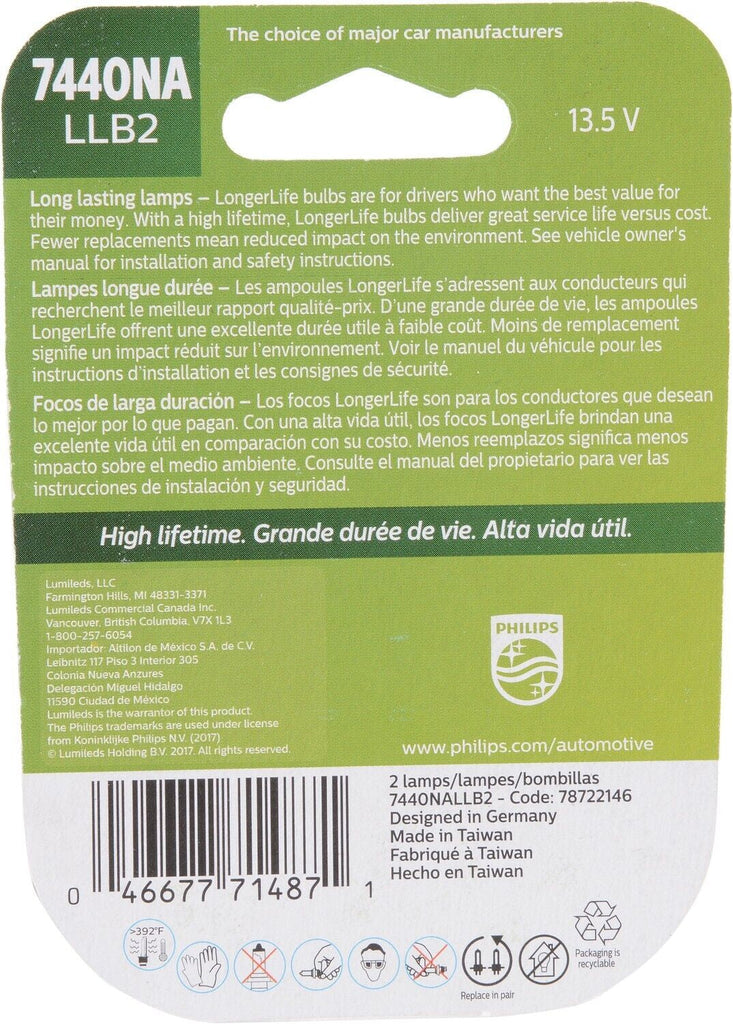 The choice of major car manufacturers
7440NA
LLB2
13.5 V
Long lasting lamps – LongerLife bulbs are for drivers who want the best value for
their money. With a high lifetime, LongerLife bulbs deliver great service life versus cost.
Fewer replacements mean reduced impact on the environment. See vehicle owner's
manual for installation and safety instructions.
Lampes longue durée – Les ampoules LongerLife s'adressent aux conducteurs qui
recherchent le meilleur rapport qualité-prix. D'une grande durée de vie, les ampoules
LongerLife offrent une excellente durée utile à faible coût. Moins de remplacement
signifie un impact réduit sur l'environnement. Voir le manuel du véhicule pour les
instructions d'installation et les consignes de sécurité.
Focos de larga duración – Los focos LongerLife son para los conductores que desean
lo mejor por lo que pagan. Con una alta vida útil, los focos LongerLife brindan una
excelente vida útil en comparación con su costo. Menos reemplazos significa menos
impacto sobre el medio ambiente. Consulte el manual del propietario para ver las
instrucciones de instalación y seguridad.
High lifetime. Grande durée de vie. Alta vida útil.
Lumileds, LLC
Farmington Hills, MI 48331-3371
Lumileds Commercial Canada Inc.
Vancouver, British Columbia, V7X 1L3
1-800-257-6054
Importador: Altilon de México S.A. de C.V.
Leibnitz 117 Piso 3 Interior 305
Colonia Nueva Anzures
Delegación Miguel Hidalgo
11590 Ciudad de México
Lumileds is the warrantor of this product.
The Philips trademarks are used under license
from Koninklijke Philips N.V. (2017)
© Lumileds Holding B.V. 2017. All rights reserved.
PHILIPS
www.philips.com/automotive
2 lamps/lampes/bombillas
7440NALLB2 - Code: 78722146
Designed in Germany
Made in Taiwan
Fabriqué à Taiwan
Hecho en Taiwan
0 46677 71487 1
>392°F
Replace in pair
Packaging is
recyclable